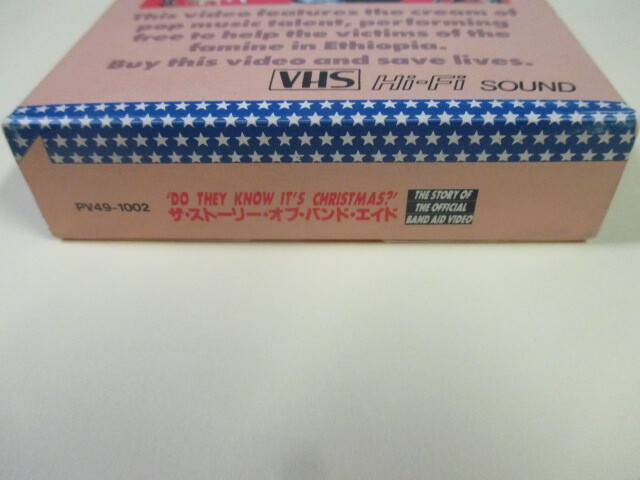 This video features the cream of
pop music talent, performing
free to help the victims of the
famine in Ethiopia.
Buy this video and save lives.
VHS Hi-Fi SOUND
PV49-1002
'DO THEY KNOW IT'S CHRISTMAS?'
ザ・ストーリー・オブ・バンド・エイド
THE STORY OF
THE OFFICIAL
BAND AID VIDEO